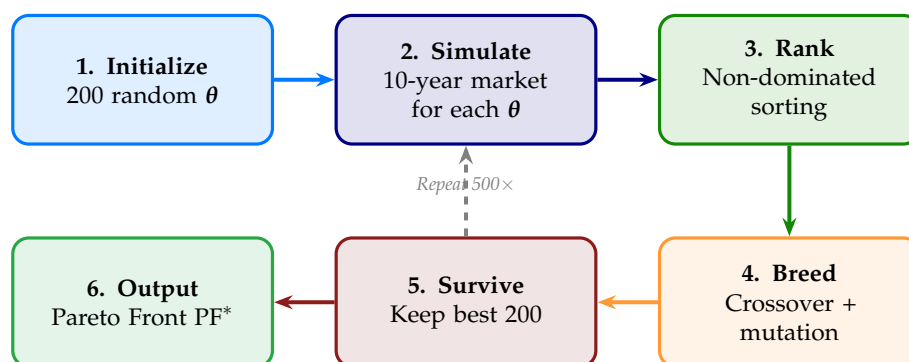 1. Initialize
200 random θ
2. Simulate
10-year market
for each θ
3. Rank
Non-dominated
sorting
Repeat 500×
6. Output
Pareto Front PF*
5. Survive
Keep best 200
4. Breed
Crossover +
mutation